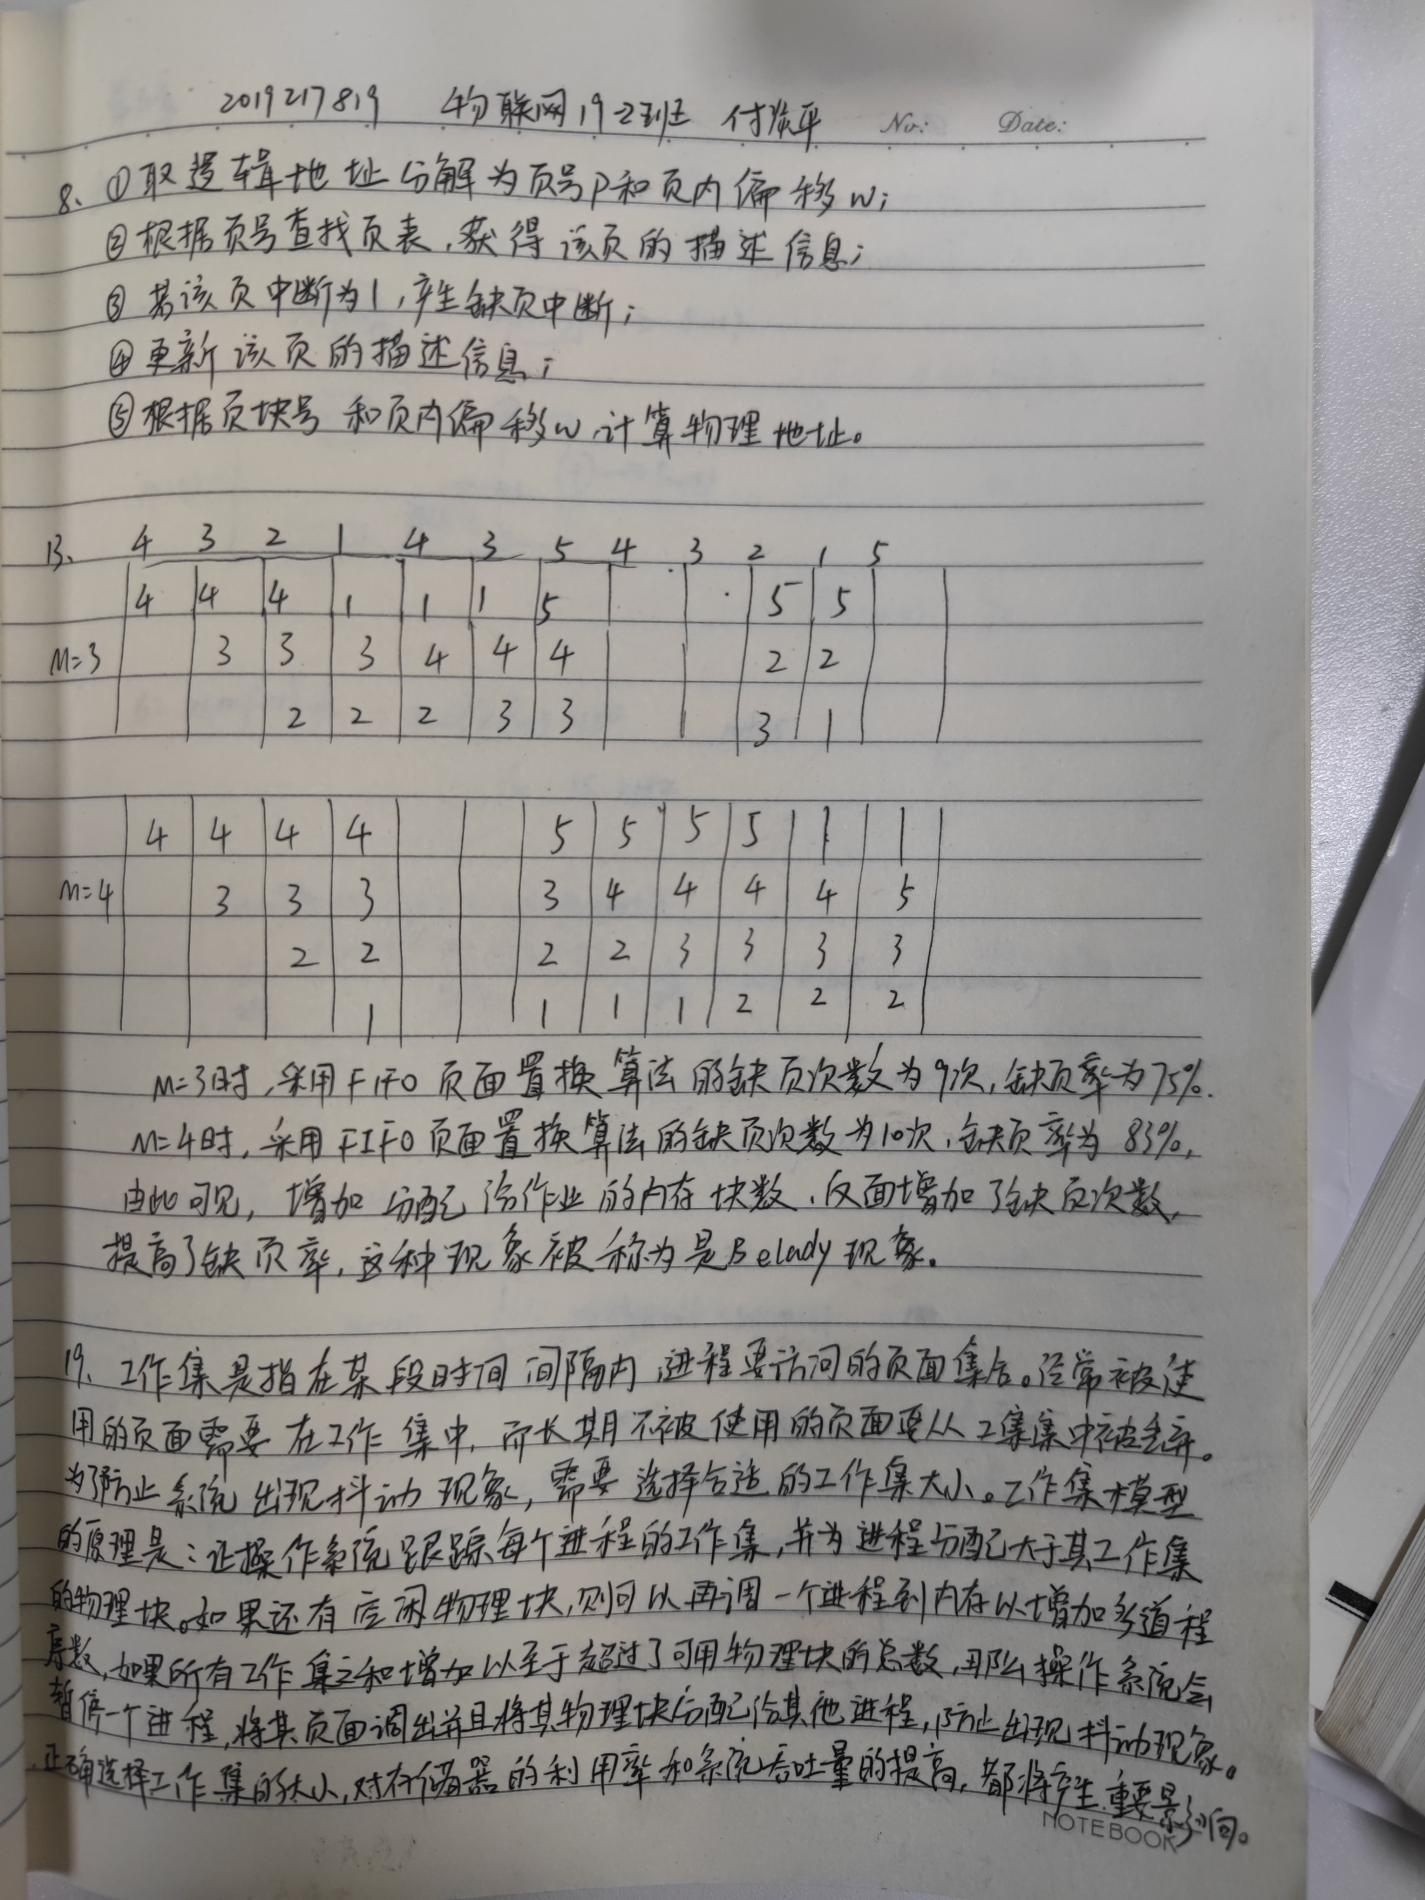 2019217819 物联网19-2班 付 平 No: Date:
8、①取逻辑地址分解为页号P和页内偏移w;
②根据页号查找页表,获得该页的描述信息;
③若该页中断为1,产生缺页中断;
④更新该页的描述信息;
⑤根据页块号和页内偏移w,计算物理地址。
13、 4 3 2 1 4 3 5 4 3 2 1 5
4 4 4 1 1 1 5 5 5
M=3 3 3 3 4 4 4 2 2
2 2 2 3 3 3 1
4 4 4 4 5 5 5 5 1 1
M=4 3 3 3 3 4 4 4 4 5
2 2 2 2 3 3 3 3
1 1 1 1 2 2 2
M=3时,采用FIFO页面置换算法的缺页次数为9次,缺页率为75%.
M=4时,采用FIFO页面置换算法的缺页次数为10次,缺页率为83%,
由此可见,增加分配给作业的内存块数,反面增加了缺页次数,
提高了缺页率,这种现象被称为是Belady现象。
19、工作集是指在某段时间间隔内,进程要访问的页面集合。经常被使
用的页面需要在工作集中,而长期不被使用的页面要从工集集中被丢弃。
为了防止系统出现抖动现象,需要选择合适的工作集大小。工作集模型
的原理是:让操作系统跟踪每个进程的工作集,并为进程分配大于其工作集
的物理块。如果还有空闲物理块,则可以再调一个进程到内存以增加多道程
序数,如果所有工作集之和增加以至于超过了可用物理块的总数,那么操作系统会
暂停一个进程,将其页面调出并且将其物理块分配给其他进程,防止出现抖动现象。
正确选择工作集的大小,对存储器的利用率和系统吞吐量的提高,都将产生重要影响。
NOTEBOOK